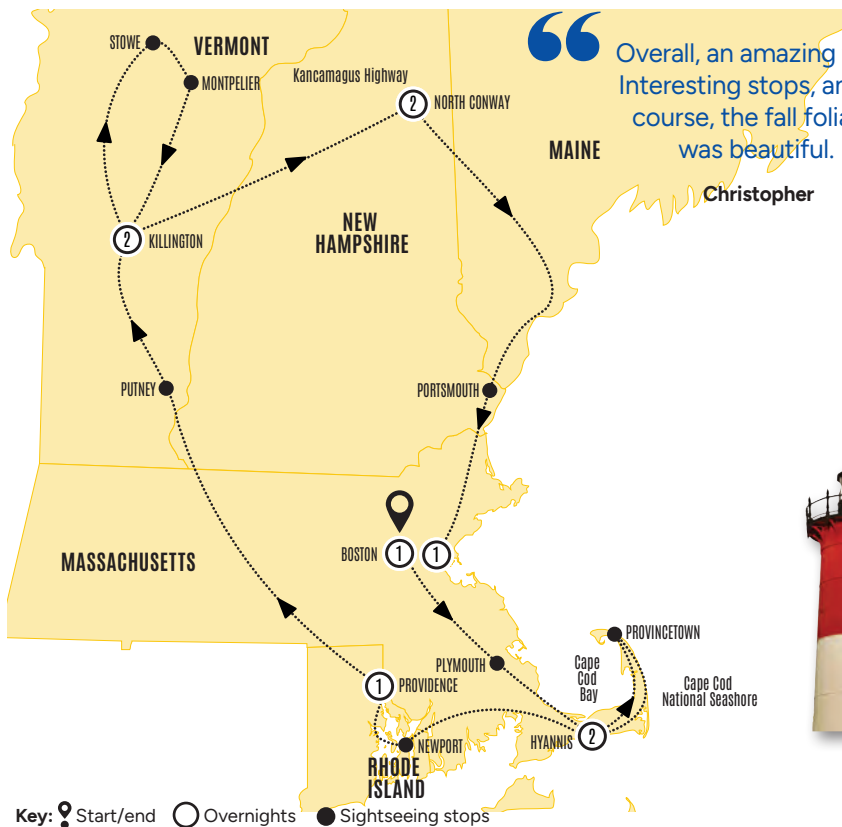 STOWE
VERMONT
MONTPELIER
Kancamagus Highway
2
NORTH CONWAY
Overall, an amazing
Interesting stops,
course, the fall
was beautiful.
Christopher
MAINE
NEW
HAMPSHIRE
2
KILLINGTON
PUTNEY
PORTSMOUTH
MASSACHUSETTS
BOSTON
1
1
PROVINCETOWN
PLYMOUTH
Cape
Cod
Bay
Cape Cod
National Seashore
1
PROVIDENCE
HYANNIS
2
NEWPORT
RHODE
ISLAND
Key: Start/end Overnights Sightseeing stops